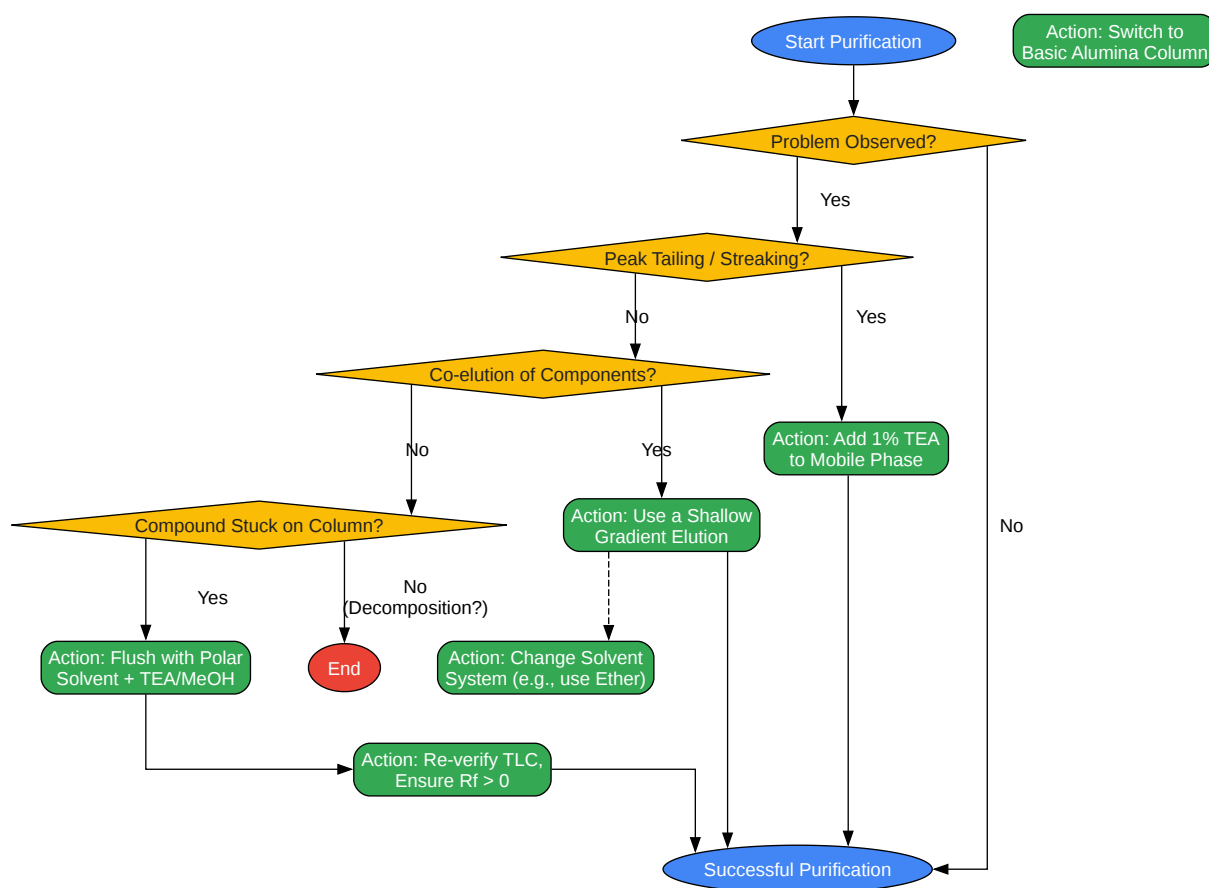 Start Purification
Action: Switch to
Basic Alumina Column
Problem Observed?
Yes
Peak Tailing / Streaking?
No
Yes
Co-elution of Components?
Action: Add 1% TEA
to Mobile Phase
No
Yes
Compound Stuck on Column?
Action: Use a Shallow
Gradient Elution
No
Yes
No
(Decomposition?)
Action: Flush with Polar
Solvent + TEA/MeOH
End
Action: Change Solvent
System (e.g., use Ether)
Action: Re-verify TLC,
Ensure Rf > 0
Successful Purification